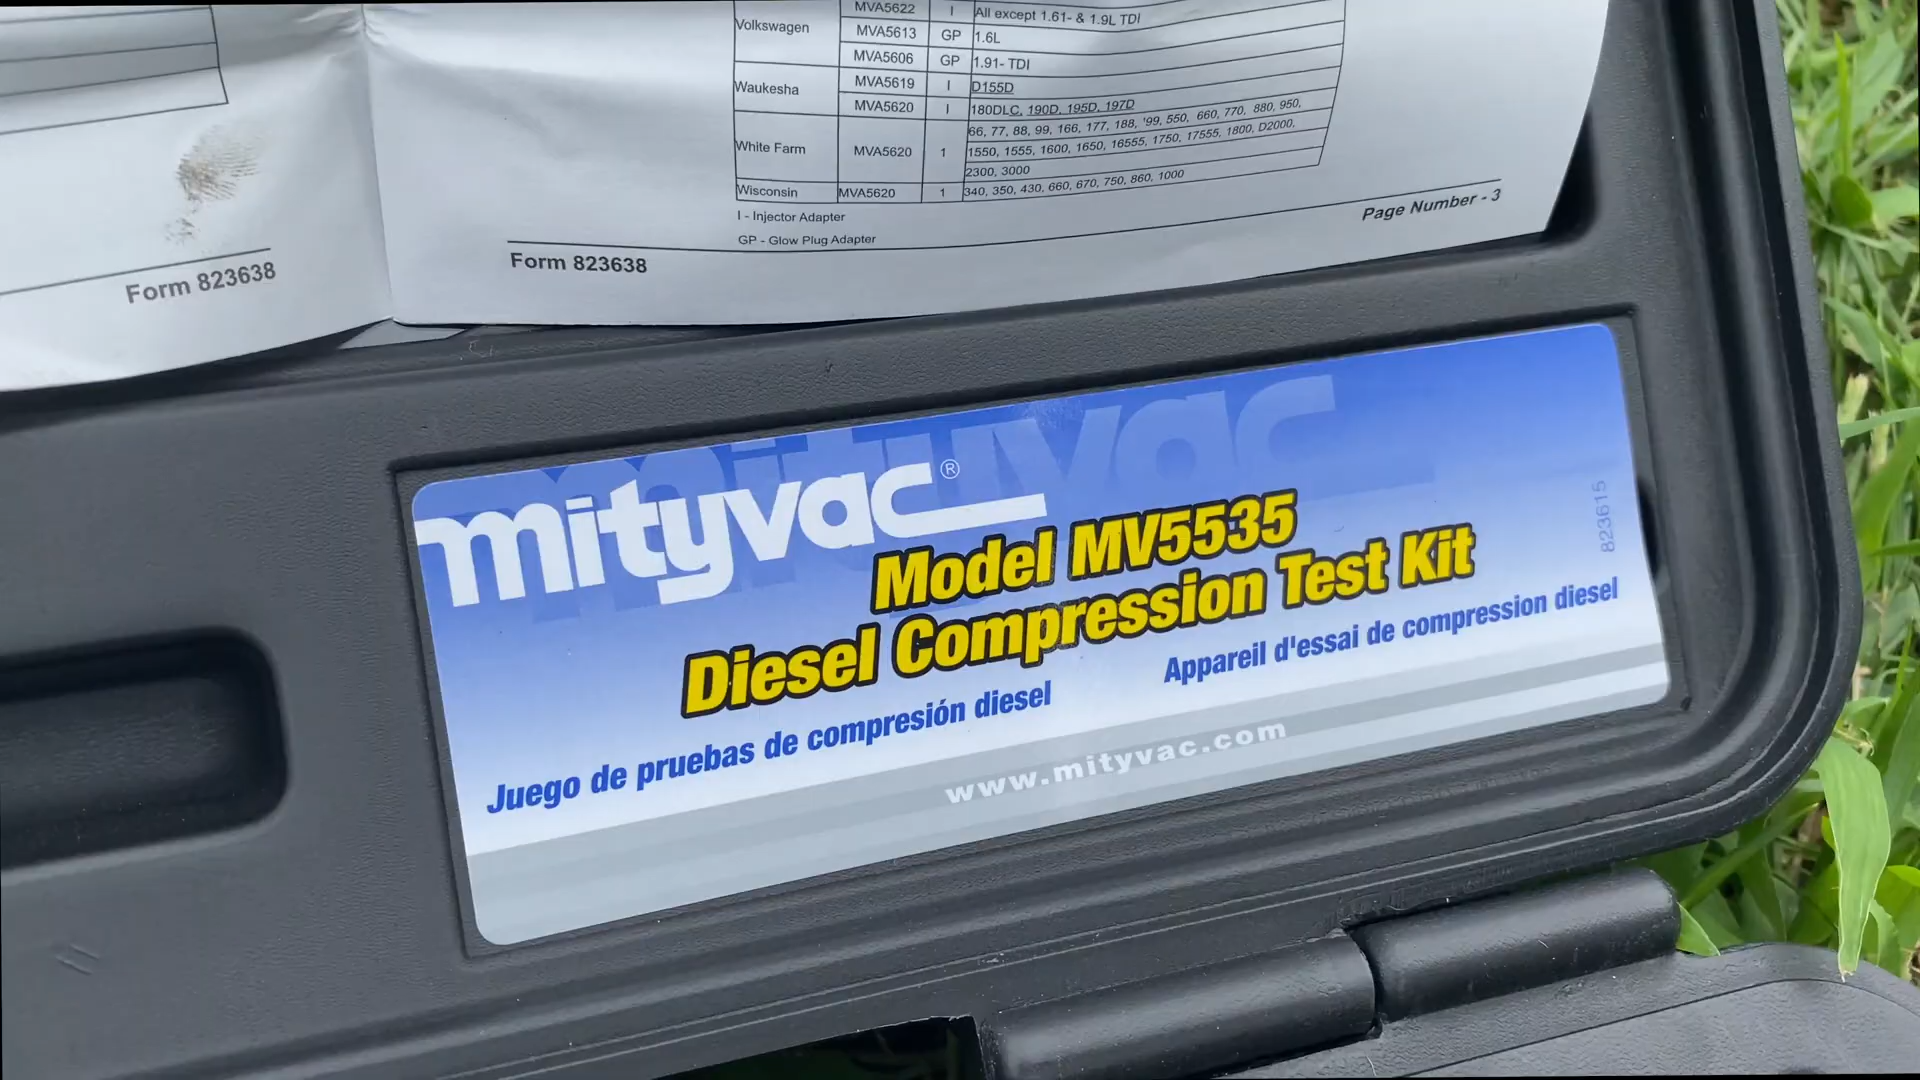 Volkswagen
MVA5622 I All except 1.61- & 1.9L TDI
MVA5613 GP 1.6L
MVA5606 GP 1.91- TDI
Waukesha
MVA5619 I D155D
MVA5620 I 180DLC, 190D, 195D, 197D
White Farm MVA5620 1
66, 77, 88, 99, 166, 177, 188, '99, 550, 660, 770, 880, 950,
1550, 1555, 1600, 1650, 16555, 1750, 17555, 1800, D2000,
2300, 3000
Wisconsin MVA5620 1 340, 350, 430, 660, 670, 750, 860, 1000
I - Injector Adapter
GP - Glow Plug Adapter
Page Number - 3
Form 823638
Form 823638
mityvac
mityvac®
Model MV5535
Diesel Compression Test Kit
Juego de pruebas de compresión diesel
Appareil d'essai de compression diesel
www.mityvac.com
823615